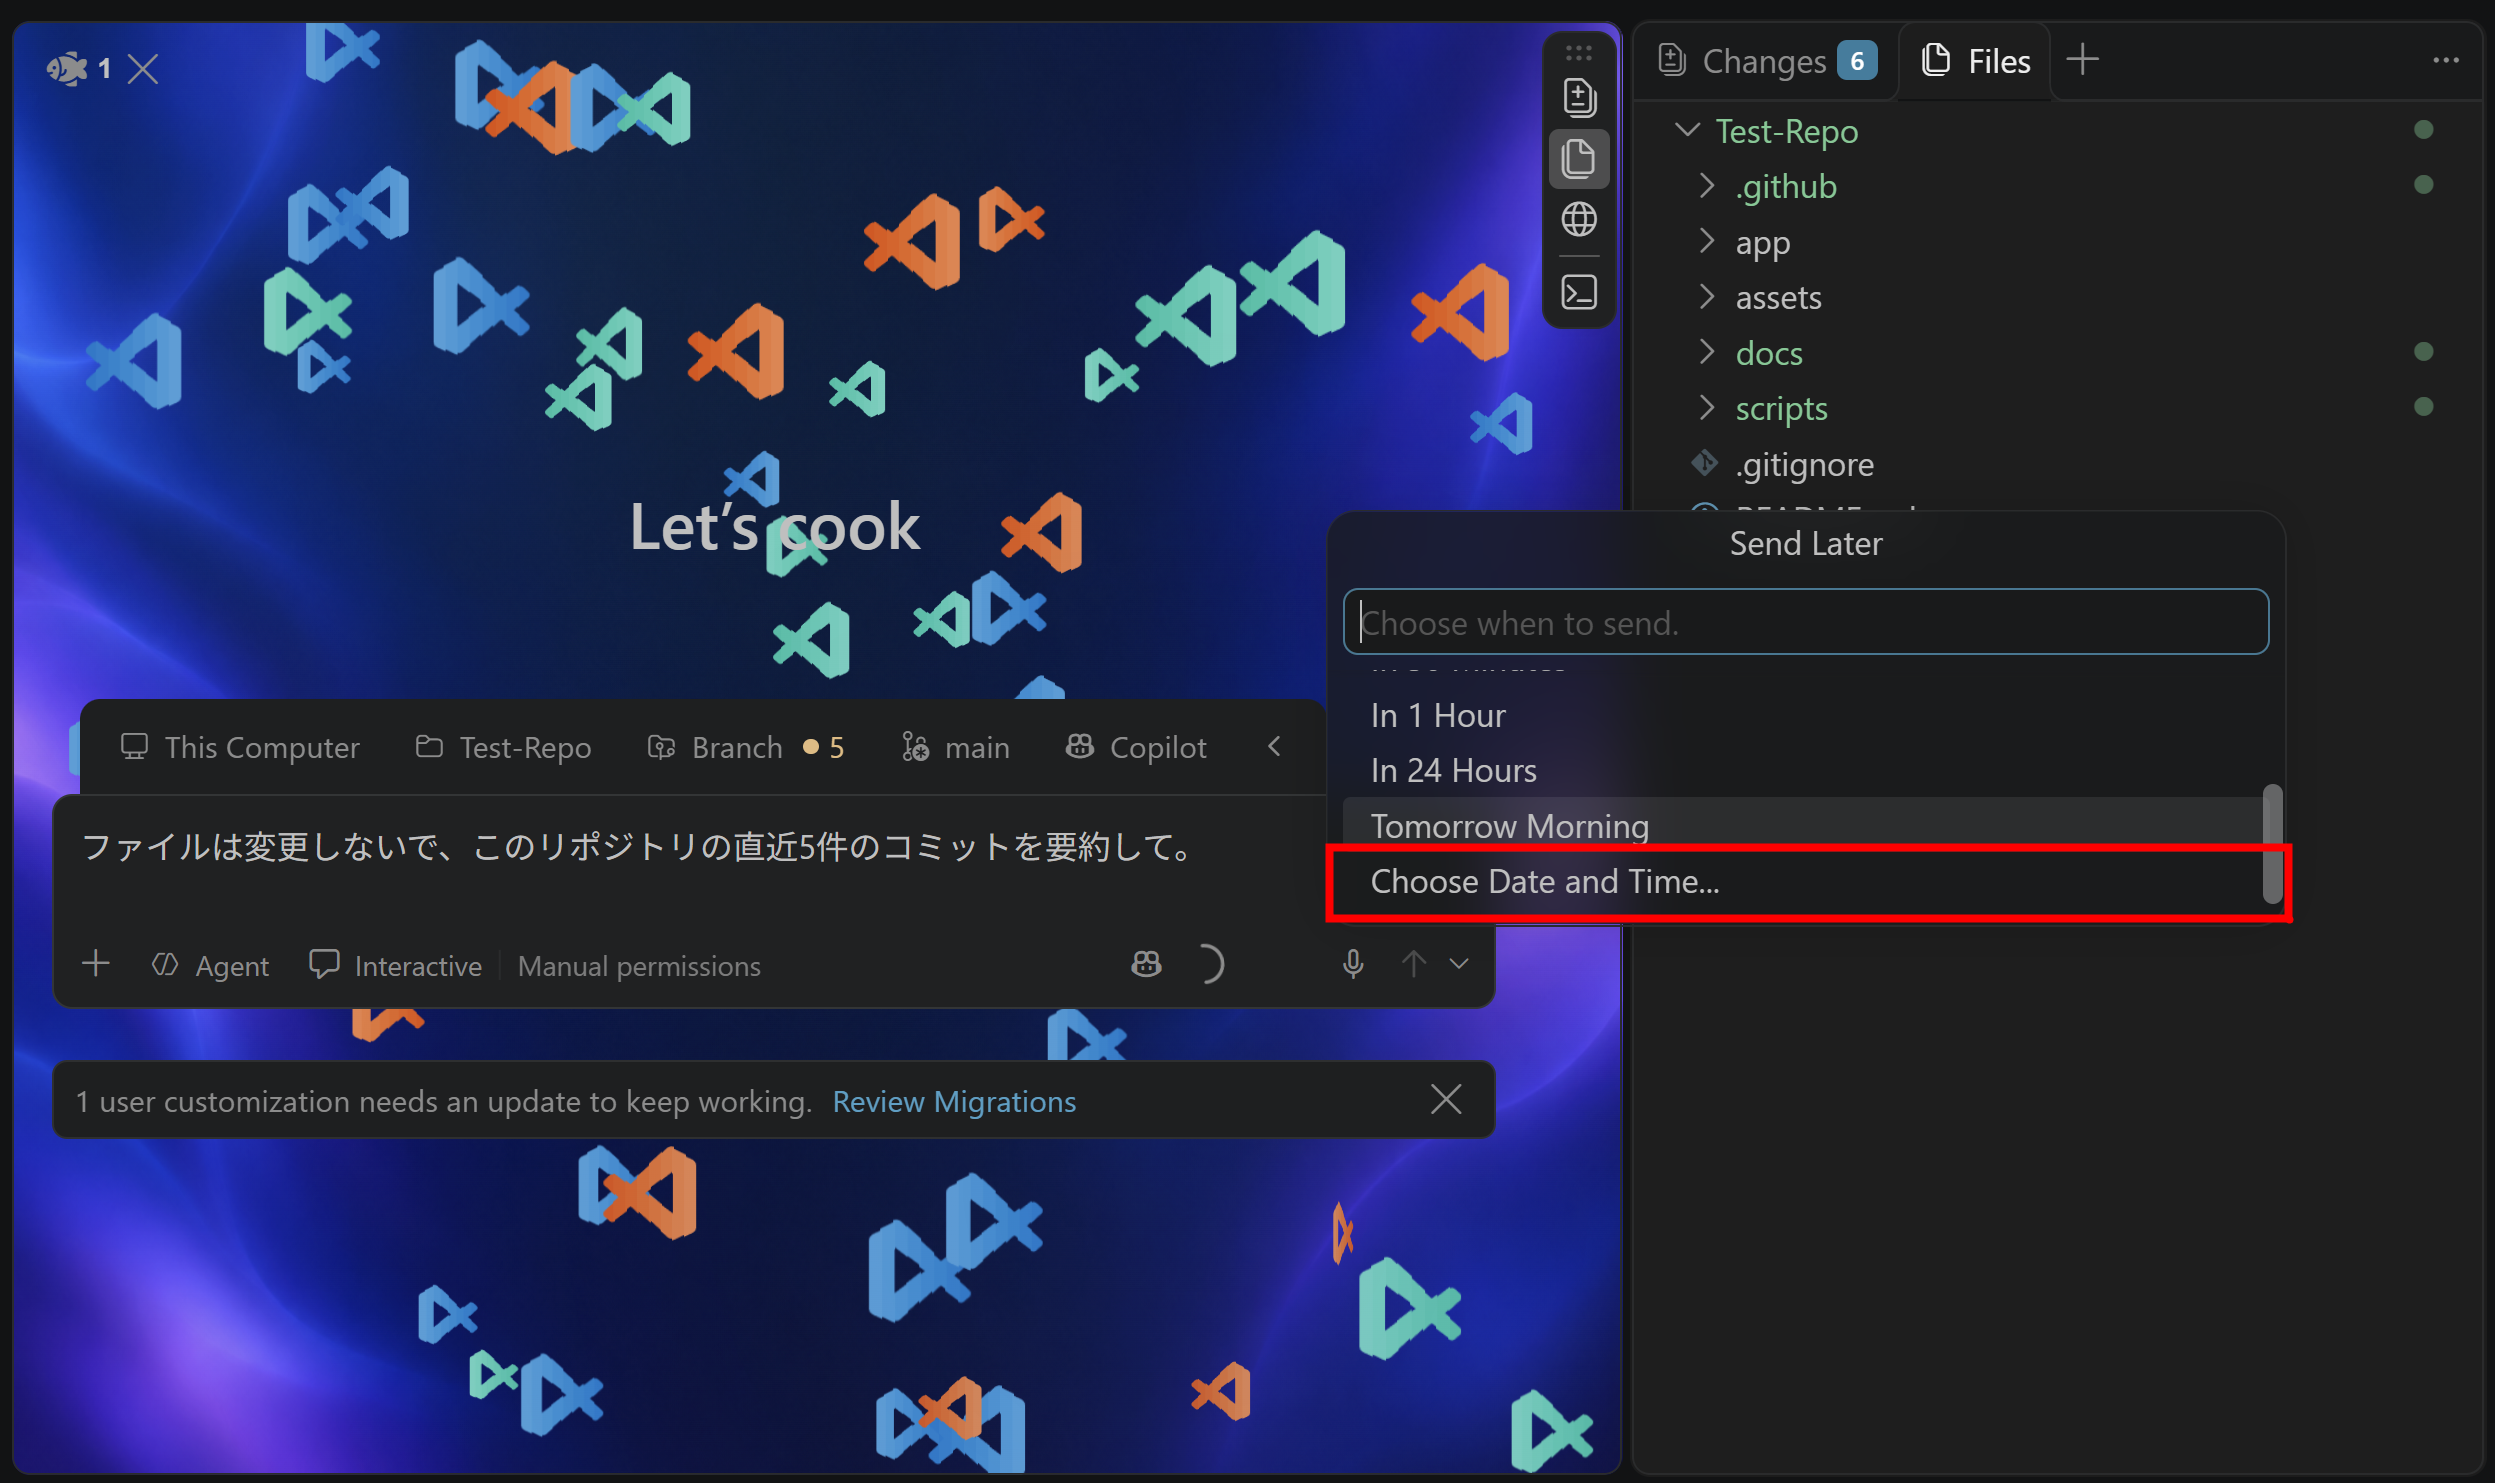 1
Changes 6
Files
Test-Repo
.github
app
assets
docs
scripts
.gitignore
Let's cook
Send Later
Choose when to send.
In 1 Hour
In 24 Hours
Tomorrow Morning
Choose Date and Time...
This Computer
Test-Repo
Branch
5
main
Copilot
ファイルは変更しないで、このリポジトリの直近5件のコミットを要約して。
Agent
Interactive
Manual permissions
1 user customization needs an update to keep working. Review Migrations